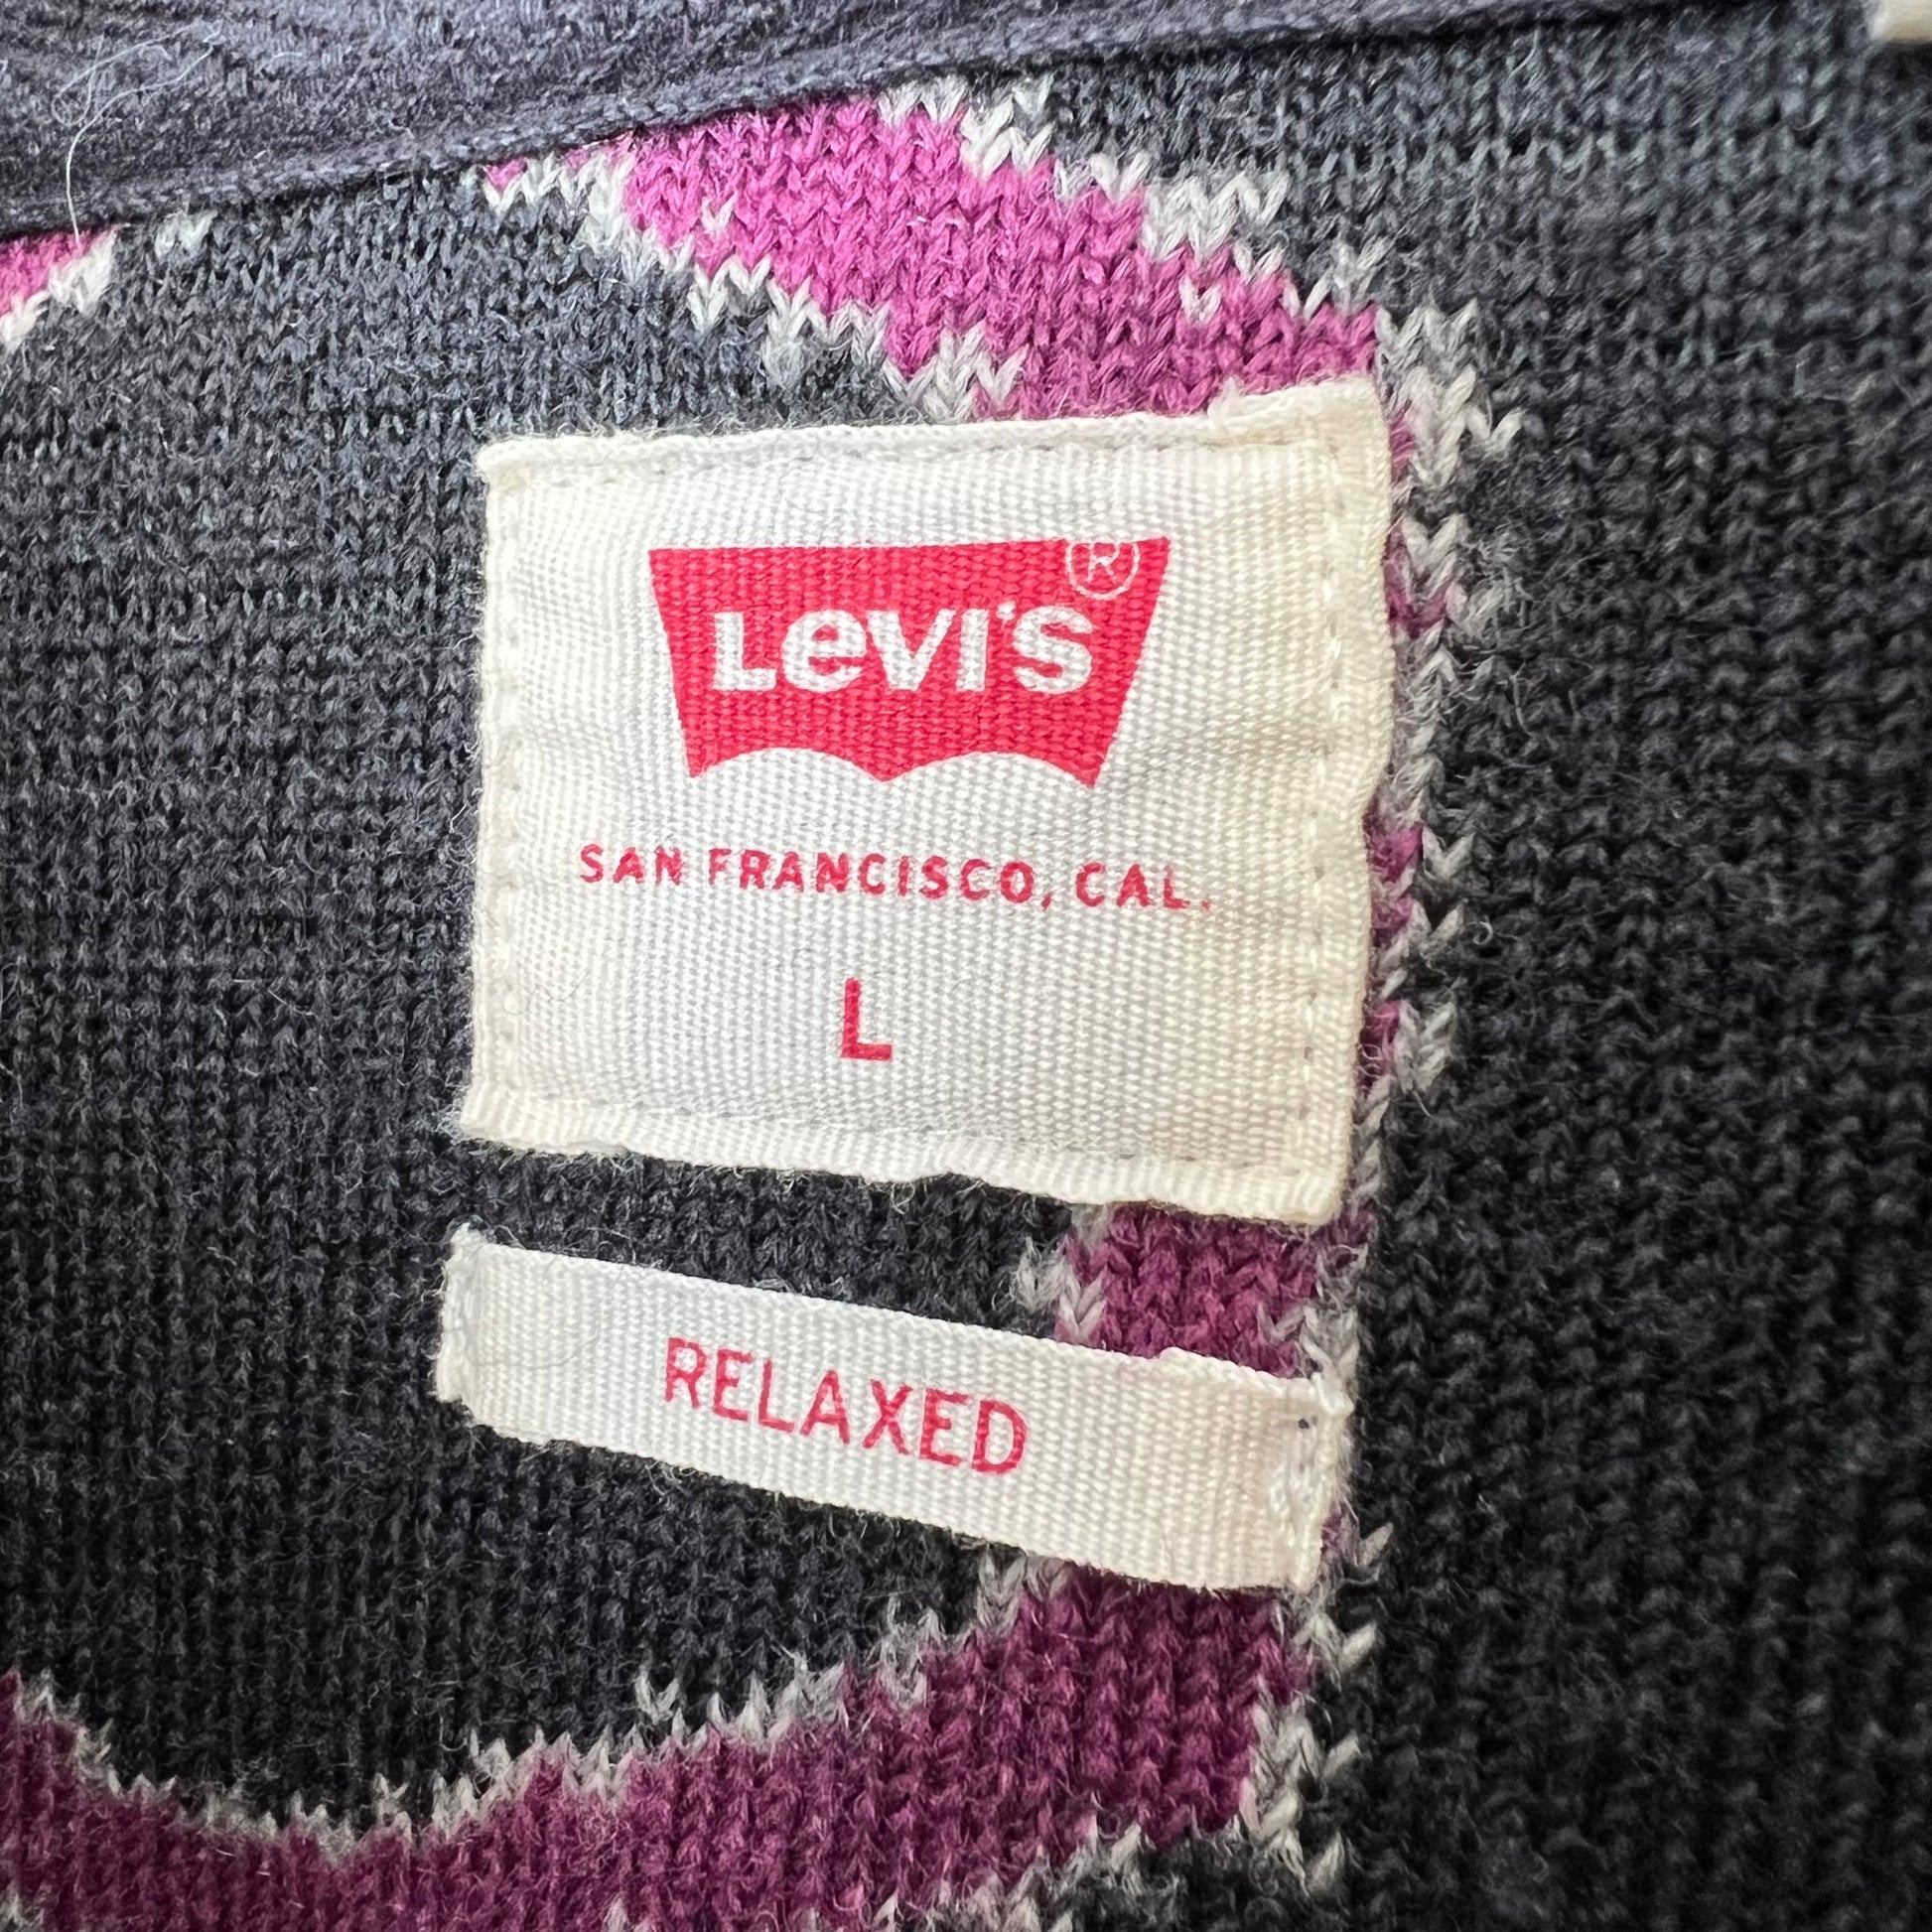 Levi's®
SAN FRANCISCO, CAL.
L
RELAXED